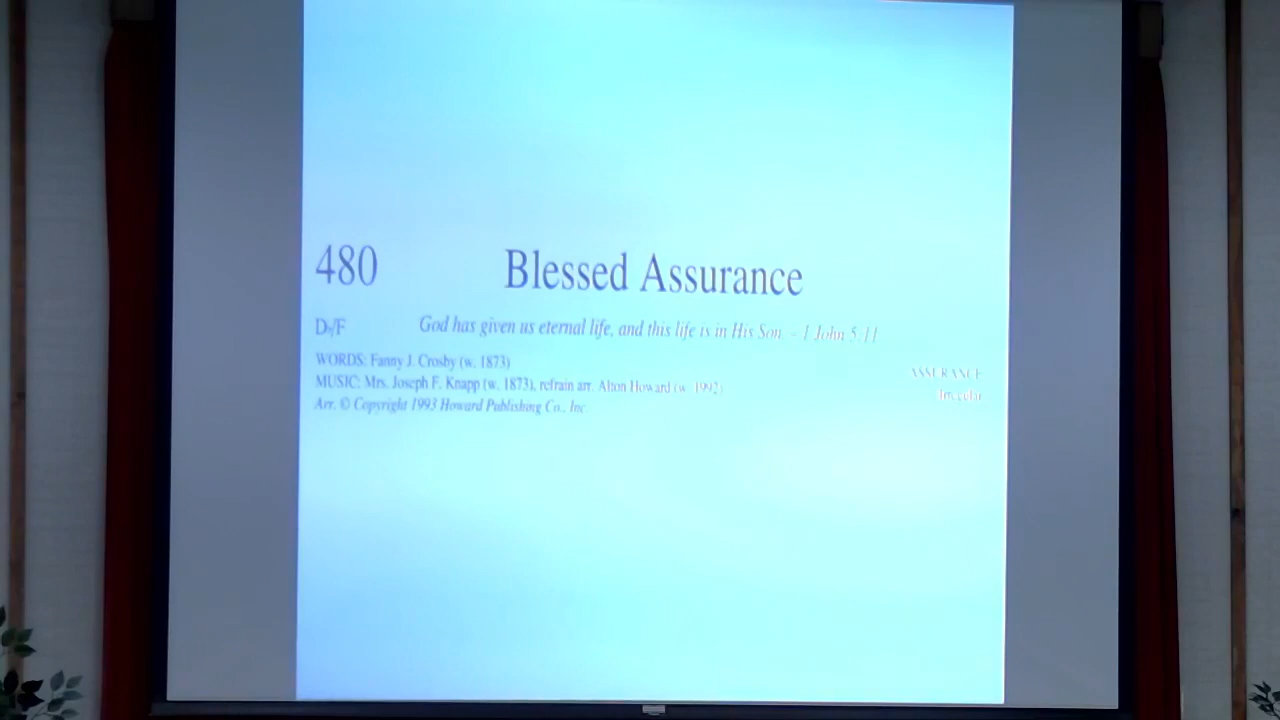 480 Blessed Assurance
God has given us eternal life, and this life is in His Son. – 1 John 5:11
WORDS: Fanny J. Crosby (w. 1873)
MUSIC: Mrs. Joseph F. Knapp (w. 1873), refrain arr. Alton Howard (w. 1992)
ASSURANCE
Arr. © Copyright 1993 Howard Publishing Co., Inc.
Irregular